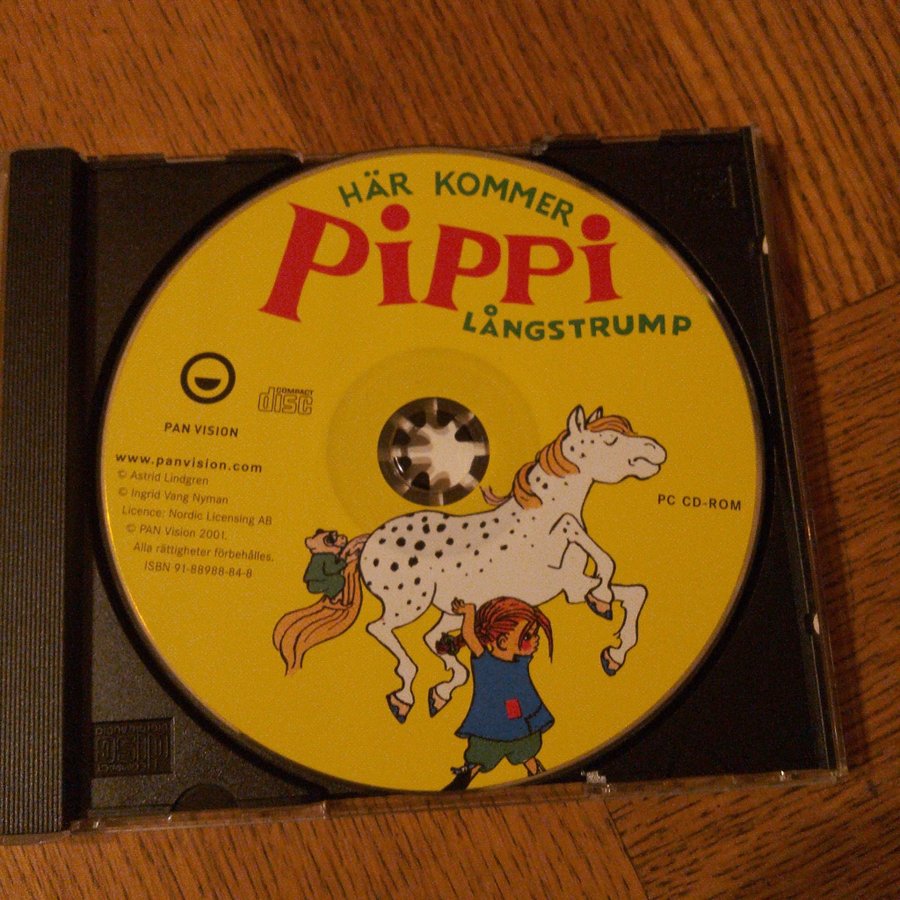 HÄR KOMMER
PiPPi
LÅNGSTRUMP
COMPACT
disc
PAN VISION
www.panvision.com
© Astrid Lindgren
© Ingrid Vang Nyman
Licence: Nordic Licensing AB
© PAN Vision 2001.
Alla rättigheter förbehålles.
ISBN 91-88988-84-8
PC CD-ROM